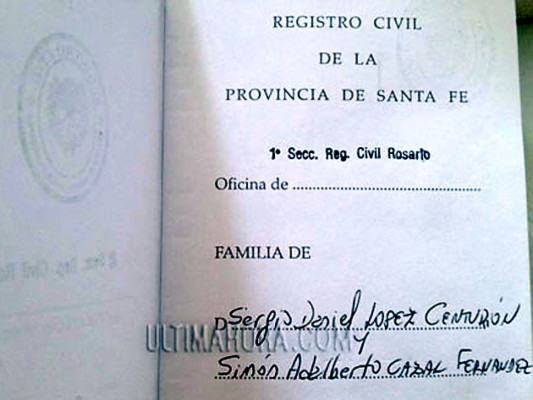 REGISTRO CIVIL
DE LA
PROVINCIA DE SANTA FE
1ª Secc. Reg. Civil Rosario
Oficina de
FAMILIA DE
D Sergio Daniel LOPEZ CENTURIÓN
y
Simón Adalberto CAZAL FERNANDEZ
ULTIMAHORA.COM